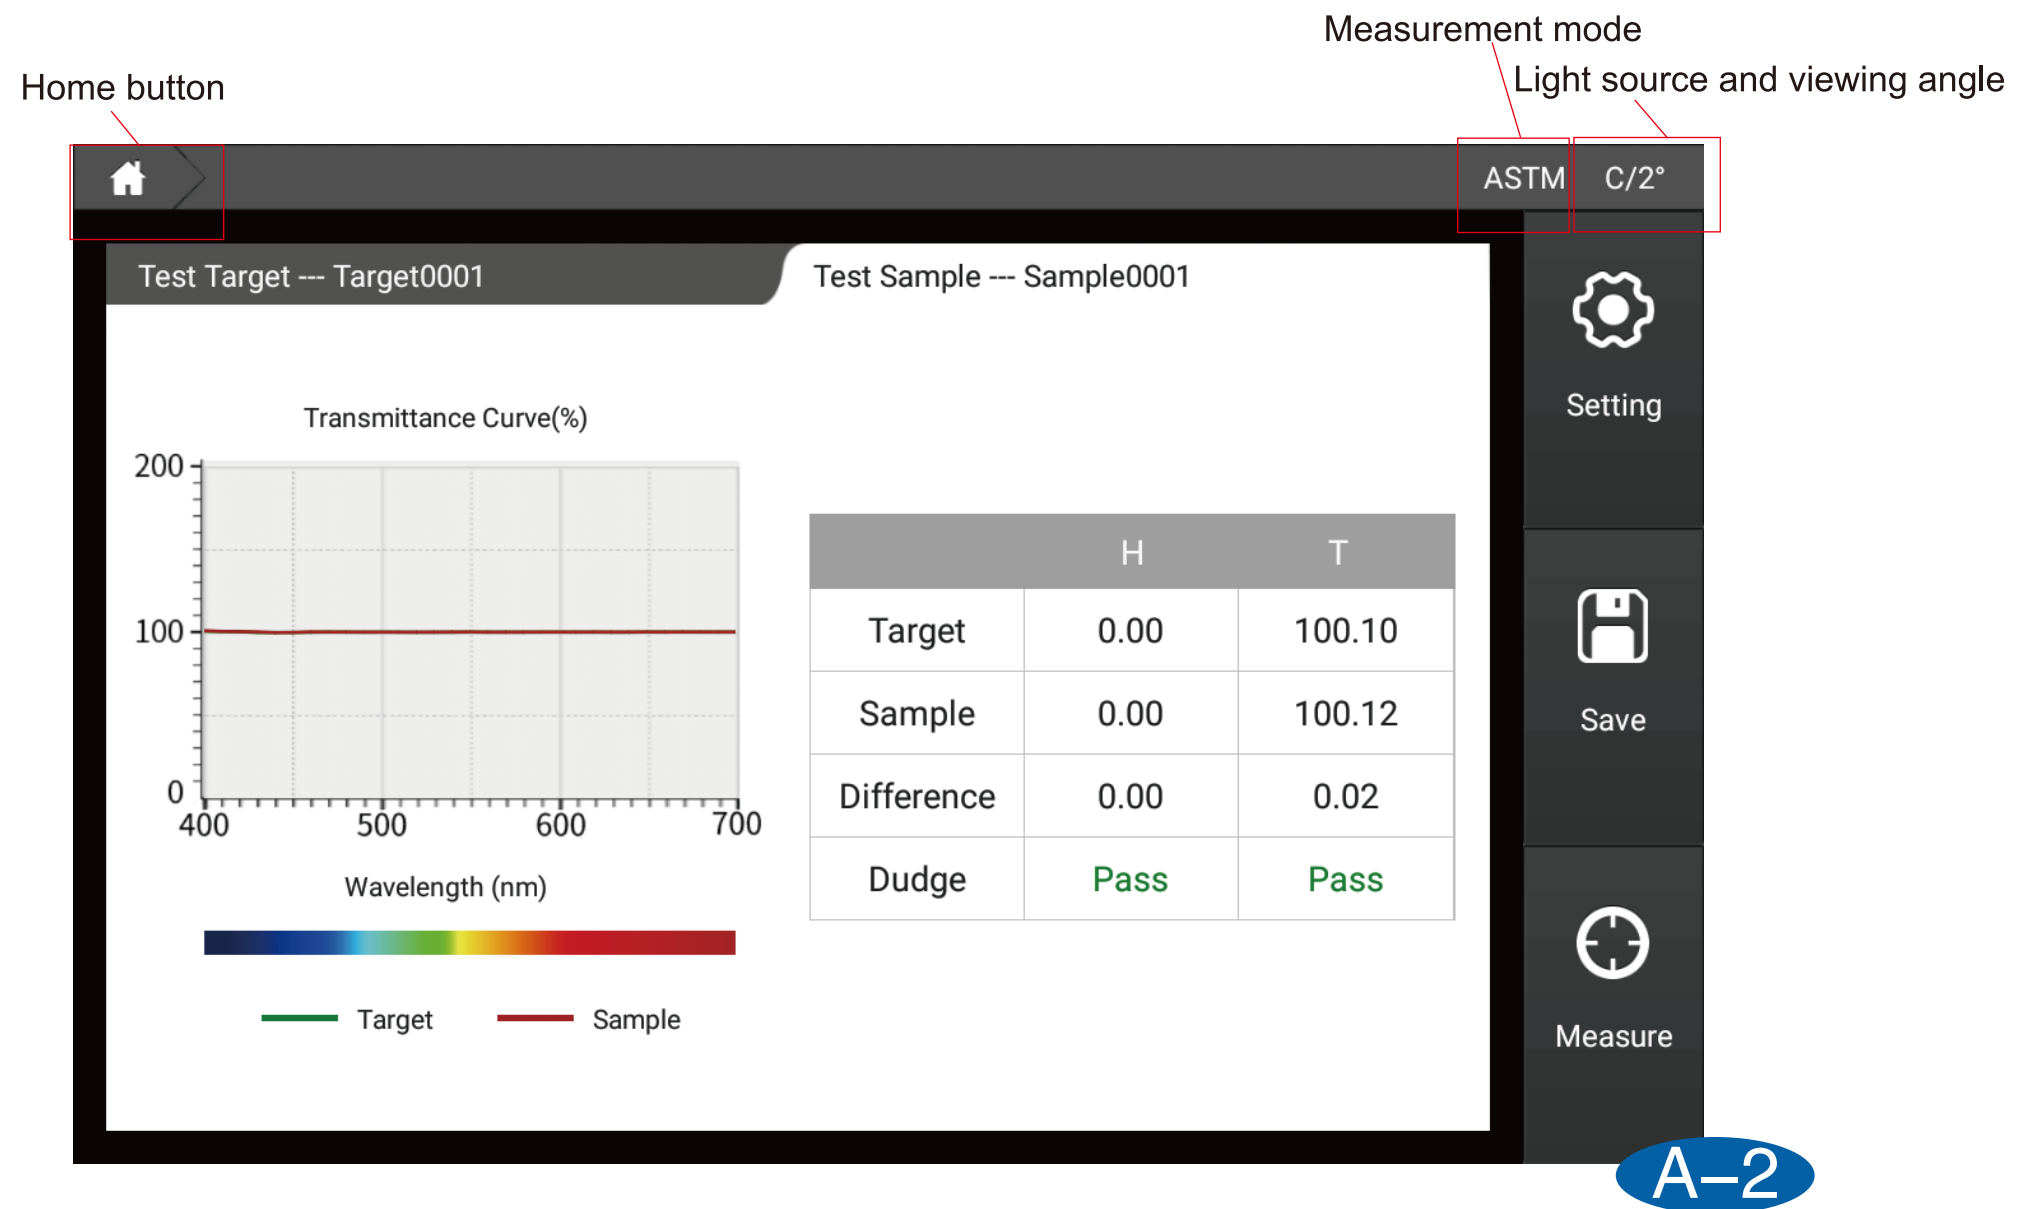 Measurement mode
Home button
Light source and viewing angle
ASTM C/2°
Test Target --- Target0001
Test Sample --- Sample0001
Setting
Transmittance Curve(%)
200
100
0
400 500 600 700
Wavelength (nm)
Target Sample
H T
Target 0.00 100.10
Sample 0.00 100.12
Difference 0.00 0.02
Dudge Pass Pass
Save
Measure
A-2